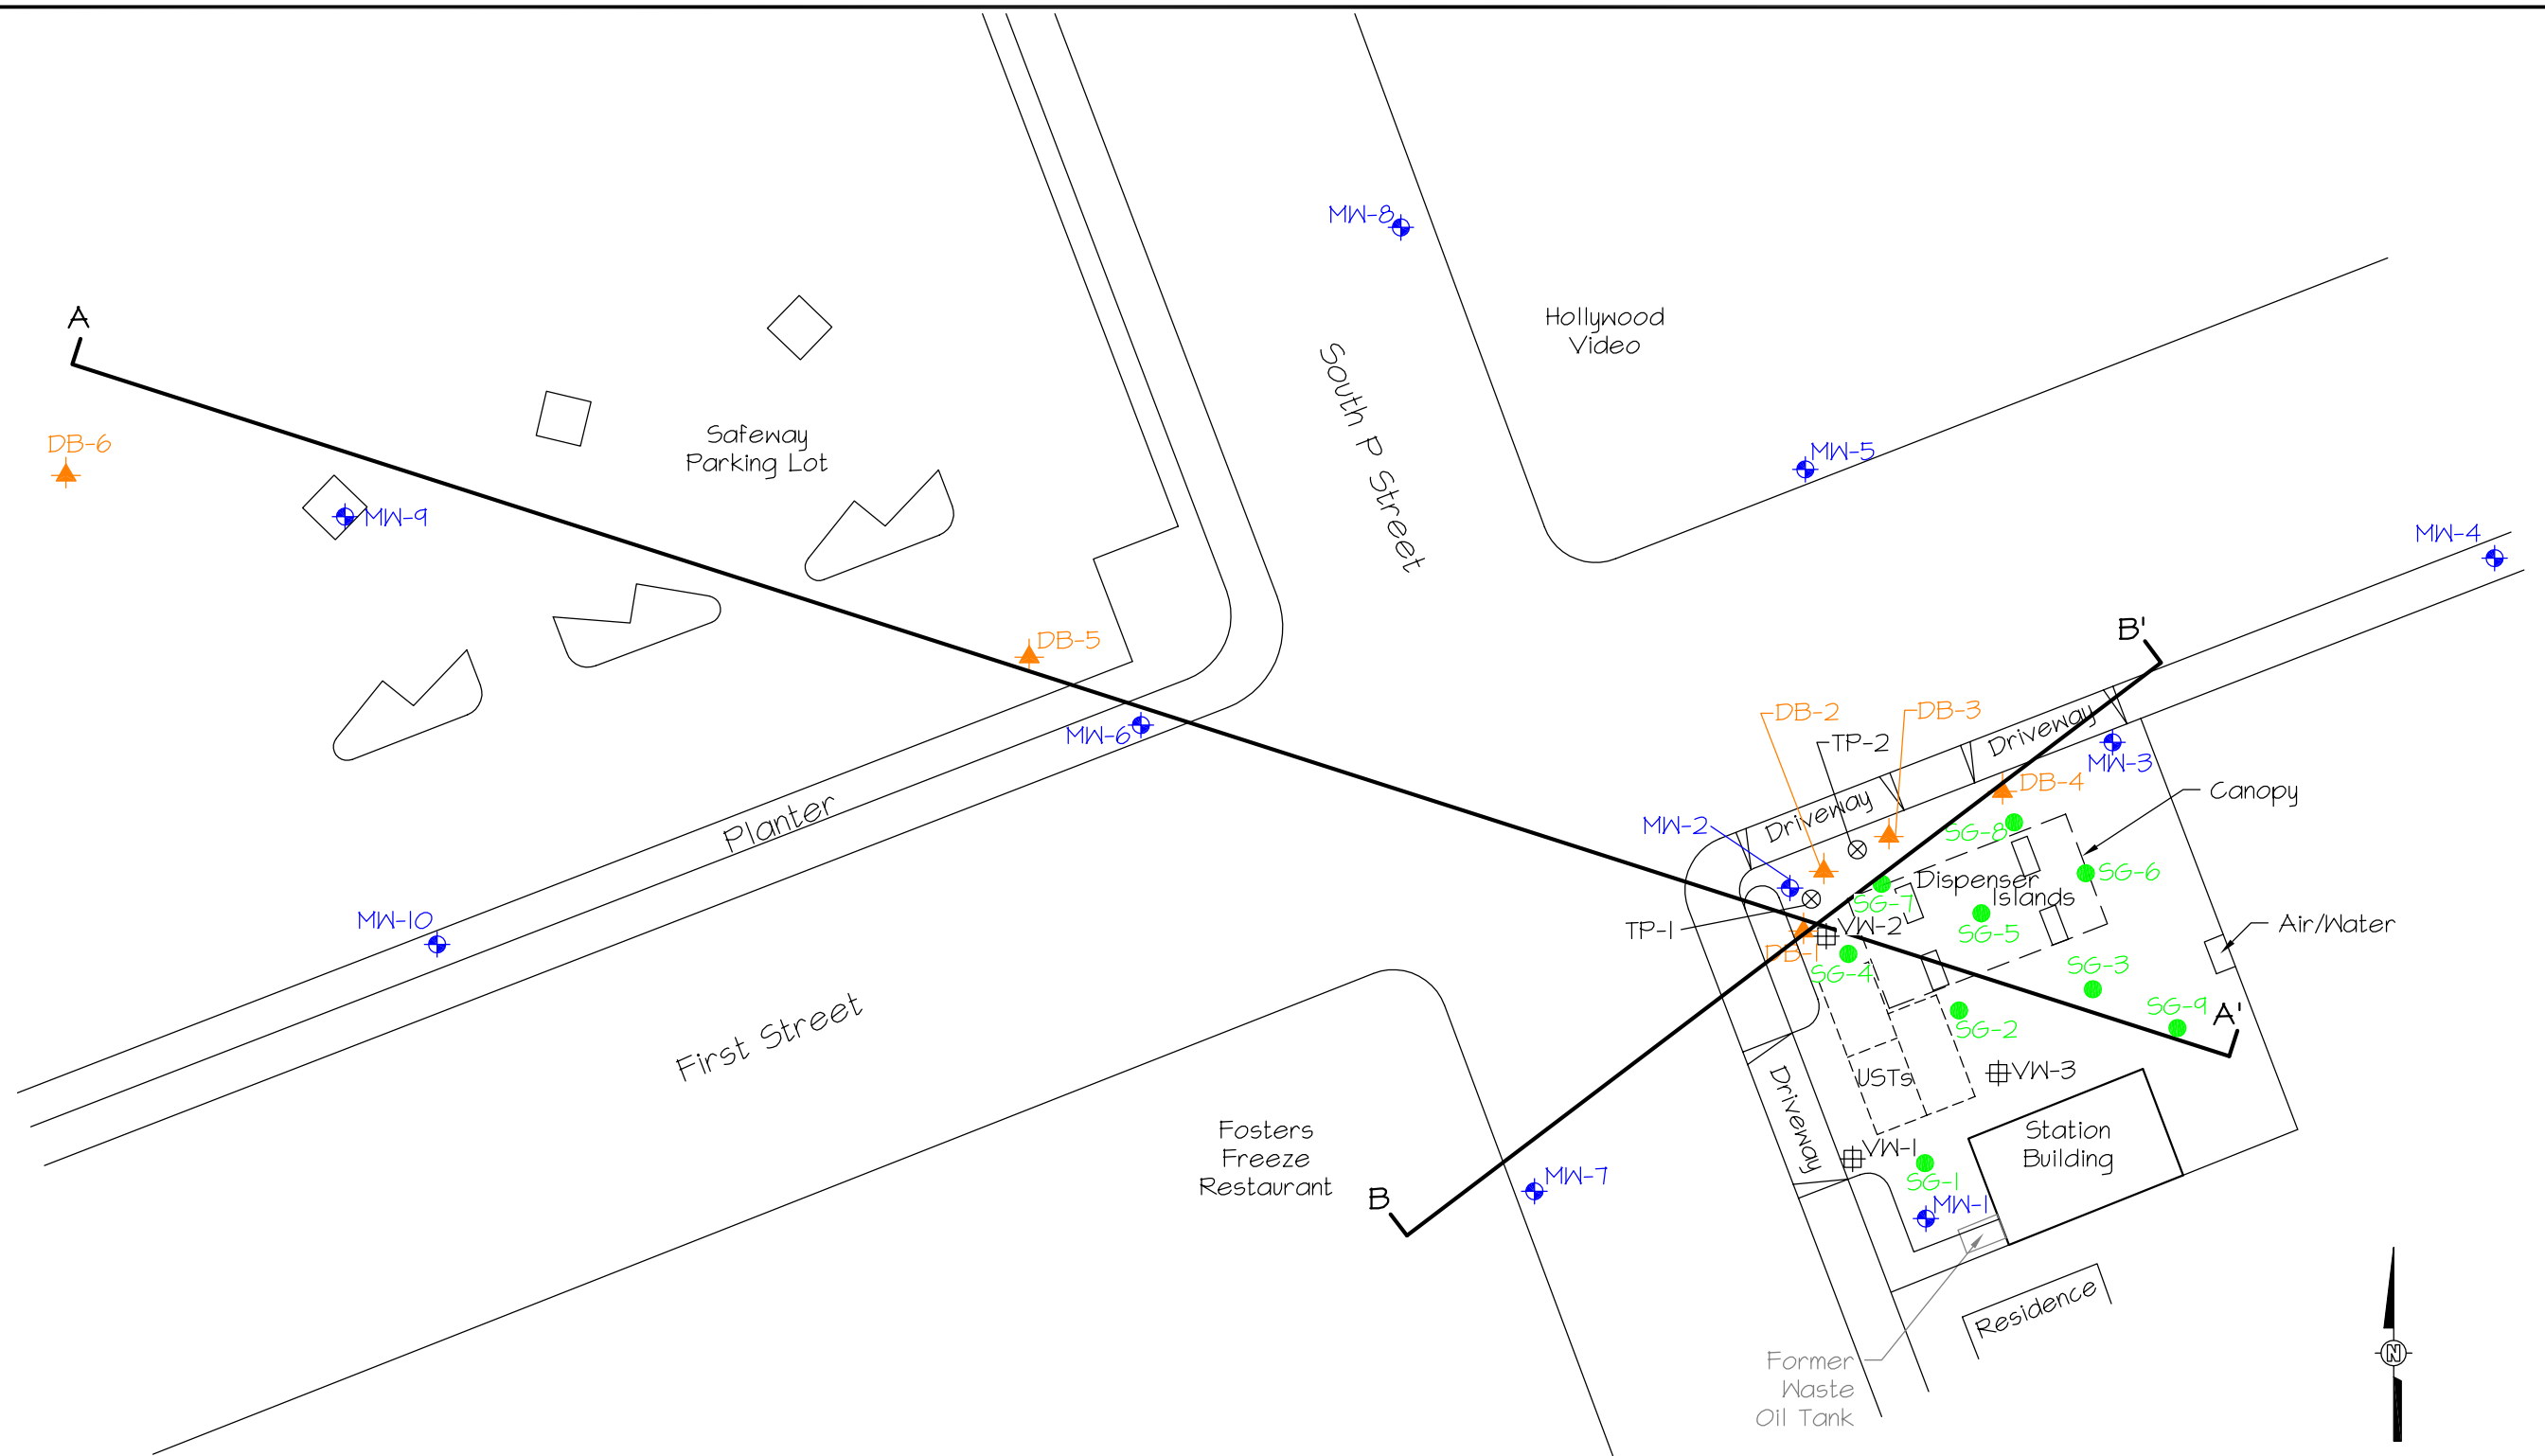 MW-8
A
Hollywood
Video
South P Street
DB-6
Safeway
Parking Lot
MW-5
MW-9
MW-4
DB-5
B'
DB-2
DB-3
MW-6
TP-2
Driveway
MW-3
DB-4
Canopy
Planter
MW-2
Driveway
SG-8
SG-6
Dispenser
Islands
SG-7
MW-10
TP-1
VW-2
SG-5
Air/Water
DB-1
SG-4
SG-3
SG-9
A'
First Street
SG-2
USTs
VW-3
Driveway
Fosters
Freeze
Restaurant
Station
Building
VW-1
SG-1
MW-7
B
MW-1
Residence
Former
Waste
Oil Tank
N